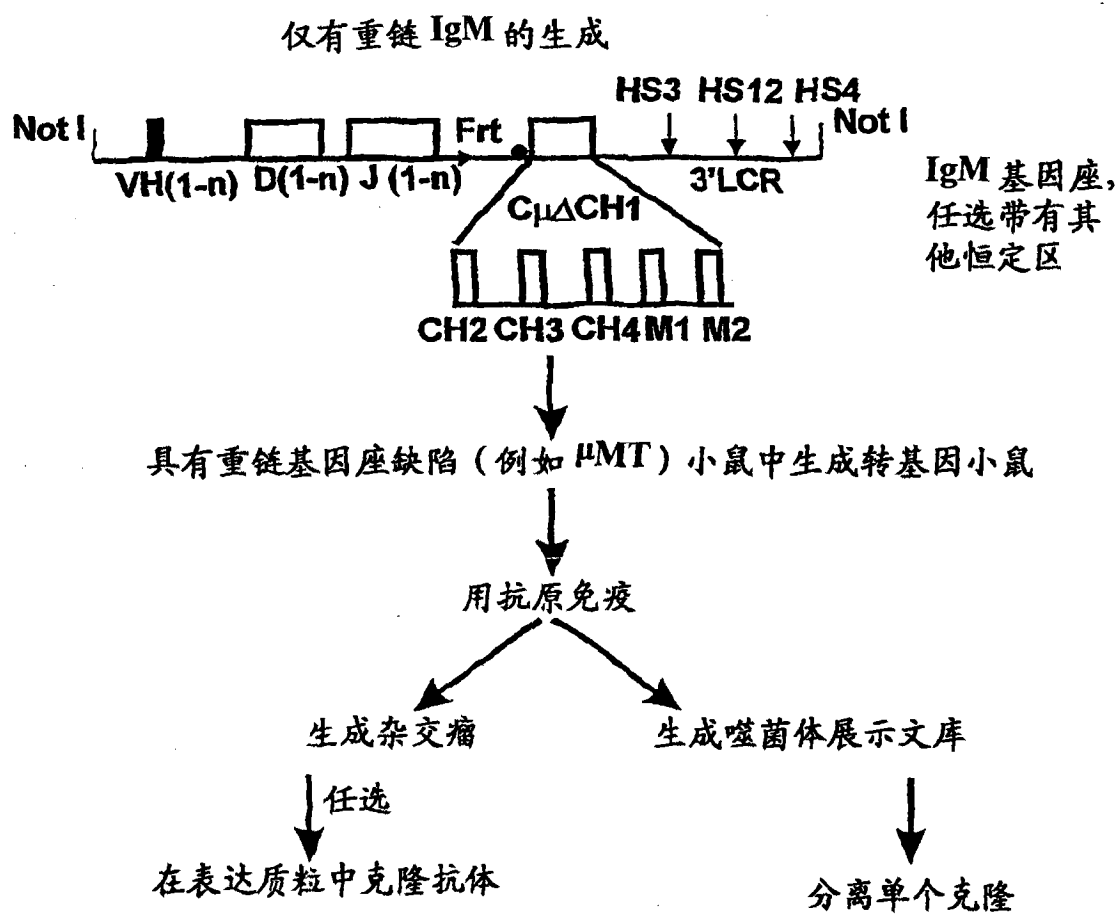 仅有重链 IgM 的生成
HS3 HS12 HS4
Not I
Frt
Not I
VH(1-n) D(1-n) J (1-n)
3'LCR
CμΔCH1
IgM 基因座,
任选带有其
他恒定区
CH2 CH3 CH4 M1 M2
具有重链基因座缺陷（例如 μMT）小鼠中生成转基因小鼠
用抗原免疫
生成杂交瘤
生成噬菌体展示文库
任选
在表达质粒中克隆抗体
分离单个克隆